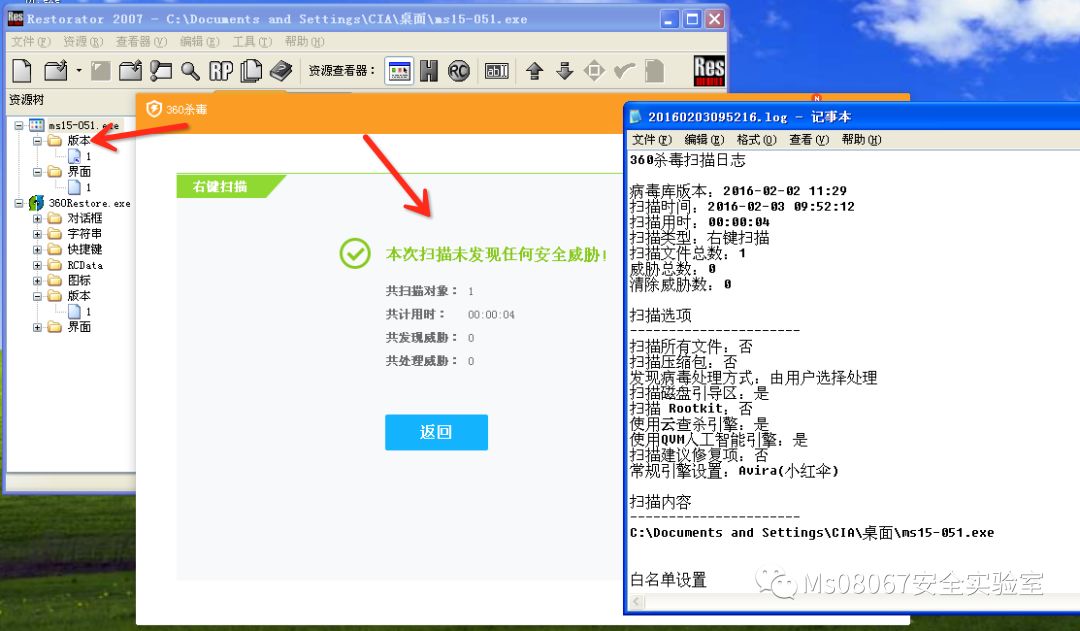 Restorator 2007 - C:\Documents and Settings\CIA\桌面\ms15-051.exe
文件(F) 资源(R) 查看器(V) 编辑(E) 工具(T) 帮助(H)
RP 资源查看器： H RC ab| Res
资源树
ms15-051.exe
版本
1
界面
1
360Restore.exe
对话框
字符串
快捷键
RCData
图标
版本
1
界面
360杀毒
N
右键扫描
本次扫描未发现任何安全威胁!
共扫描对象： 1
共计用时： 00:00:04
共发现威胁： 0
共处理威胁： 0
返回
20160203095216.log - 记事本
文件(F) 编辑(E) 格式(O) 查看(V) 帮助(H)
360杀毒扫描日志
病毒库版本：2016-02-02 11:29
扫描时间：2016-02-03 09:52:12
扫描用时：00:00:04
扫描类型：右键扫描
扫描文件总数：1
威胁总数：0
清除威胁数：0
扫描选项
----------------------
扫描所有文件：否
扫描压缩包：否
发现病毒处理方式：由用户选择处理
扫描磁盘引导区：是
扫描 Rootkit：否
使用云查杀引擎：是
使用QVM人工智能引擎：是
扫描建议修复项：否
常规引擎设置：Avira(小红伞)
扫描内容
----------------------
C:\Documents and Settings\CIA\桌面\ms15-051.exe
白名单设置
Ms08067安全实验室